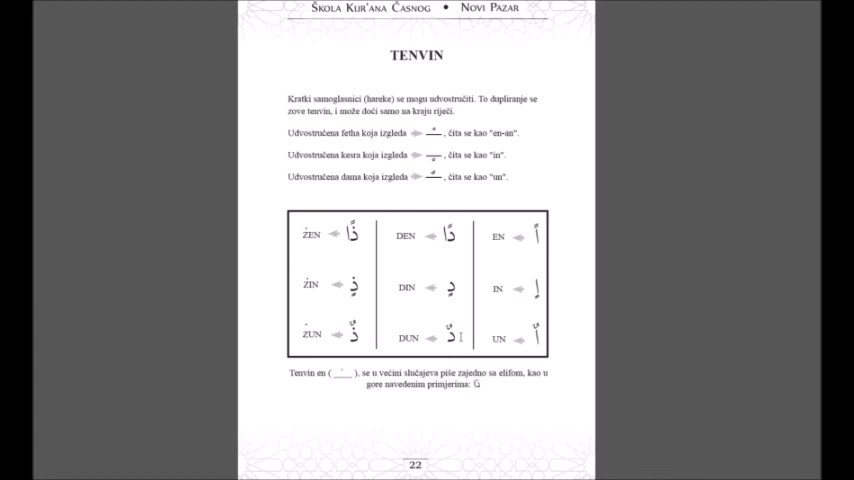 ŠKOLA KUR'ANA ČASNOG • NOVI PAZAR
TENVIN
Kratki samoglasnici (hareke) se mogu udvostručiti. To dupliranje se
zove tenvin, i može doći samo na kraju riječi.
Udvostručena fetha koja izgleda ـً , čita se kao "en-an".
Udvostručena kesra koja izgleda ـٍ , čita se kao "in".
Udvostručena dama koja izgleda ـٌ , čita se kao "un".
ŻEN ذًا DEN دًا EN اً
ŻIN ذٍ DIN دٍ IN إٍ
ŻUN ذٌ DUN دٌ UN اٌ
Tenvin en ( ـً ), se u većini slučajeva piše zajedno sa elifom, kao u
gore navedenim primjerima: دًا
22